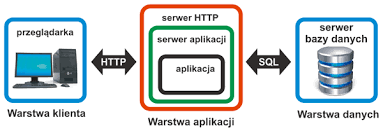 przeglądarka
Warstwa klienta
HTTP
serwer HTTP
serwer aplikacji
aplikacja
Warstwa aplikacji
SQL
serwer
bazy danych
Warstwa danych